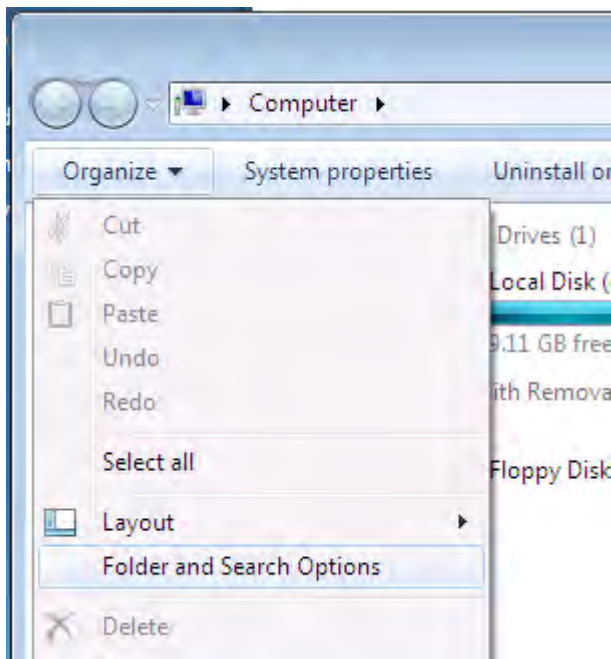 Computer
Organize System properties Uninstall or
Cut
Drives (1)
Copy
Local Disk (
Paste
9.11 GB free
Undo
ith Remova
Redo
Select all
Floppy Disk
Layout
Folder and Search Options
Delete